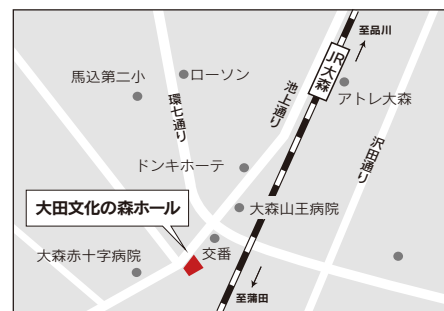 至品川
JR大森
ローソン
馬込第二小
環七通り
池上通り
アトレ大森
沢田通り
ドンキホーテ
大田文化の森ホール
大森山王病院
交番
大森赤十字病院
至蒲田